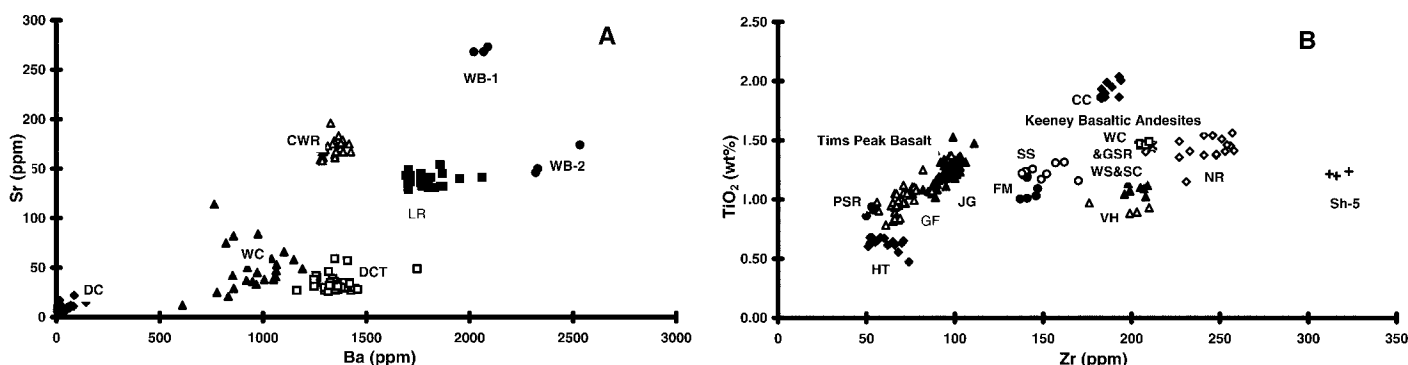 A
300
250
200
150
100
50
0
Sr (ppm)
WB-1
CWR
WB-2
LR
WC
DCT
DC
0
500
1000
1500
2000
2500
3000
Ba (ppm)
B
2.50
2.00
1.50
1.00
0.50
0.00
TiO₂ (wt%)
CC
Keeney Basaltic Andesites
Tims Peak Basalt
WC
&GSR
WS&SC
SS
NR
FM
PSR
JG
GF
VH
Sh-5
HT
0
50
100
150
200
250
300
350
Zr (ppm)